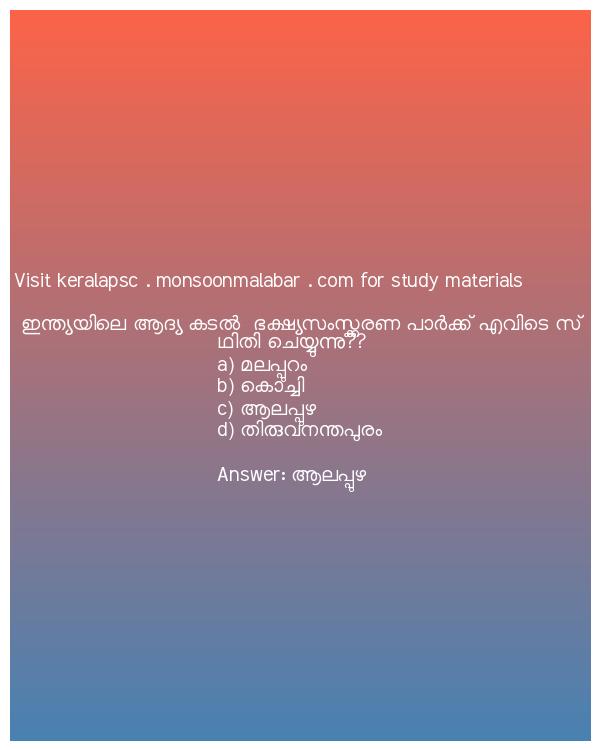 Visit keralapsc . monsoonmalabar . com for study materials
ഇന്ത്യയിലെ ആദ്യ കടൽ ഭക്ഷ്യസംസ്ക്കരണ പാർക്ക് എവിടെ സ്
ഥിതി ചെയ്യുന്നു??
a) മലപ്പുറം
b) കൊച്ചി
c) ആലപ്പുഴ
d) തിരുവനന്തപുരം
Answer: ആലപ്പുഴ